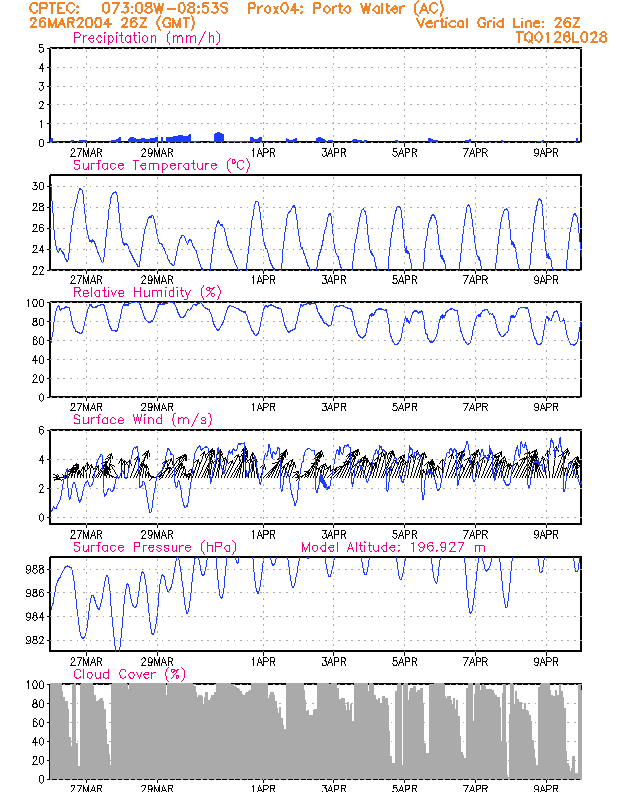 CPTEC: 073:08W-08:53S Prox04: Porto Walter (AC)
26MAR2004 26Z (GMT) Vertical Grid Line: 26Z
Precipitation (mm/h) TQ0126L028
5
4
3
2
1
0
27MAR 29MAR 1APR 3APR 5APR 7APR 9APR
Surface Temperature (°C)
30
28
26
24
22
27MAR 29MAR 1APR 3APR 5APR 7APR 9APR
Relative Humidity (%)
100
80
60
40
20
0
27MAR 29MAR 1APR 3APR 5APR 7APR 9APR
Surface Wind (m/s)
6
4
2
0
27MAR 29MAR 1APR 3APR 5APR 7APR 9APR
Surface Pressure (hPa) Model Altitude: 196.927 m
988
986
984
982
27MAR 29MAR 1APR 3APR 5APR 7APR 9APR
Cloud Cover (%)
100
80
60
40
20
0
27MAR 29MAR 1APR 3APR 5APR 7APR 9APR